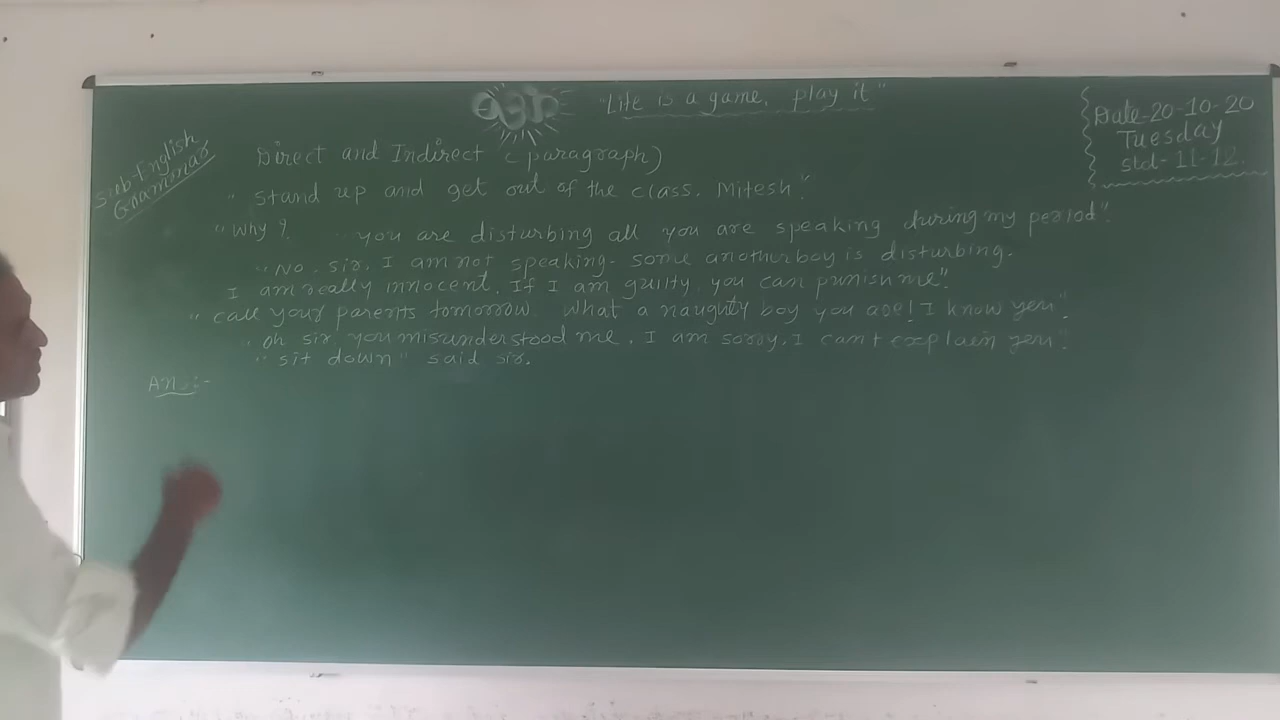 "Life is a game, play it"
Date-20-10-20
Tuesday
std-11-12.
Sub-English
Grammar
Direct and Indirect (paragraph)
"Stand up and get out of the class, Mitesh".
"Why? "you are disturbing all you are speaking during my period".
"No, sir, I am not speaking- some another boy is disturbing.
I am really innocent. If I am guilty, you can punish me".
"call your parents tomorrow. What a naughty boy you are! I know you".
"Oh sir, you misunderstood me, I am sorry, I can't explain you".
"sit down" said sir.
Ans:-